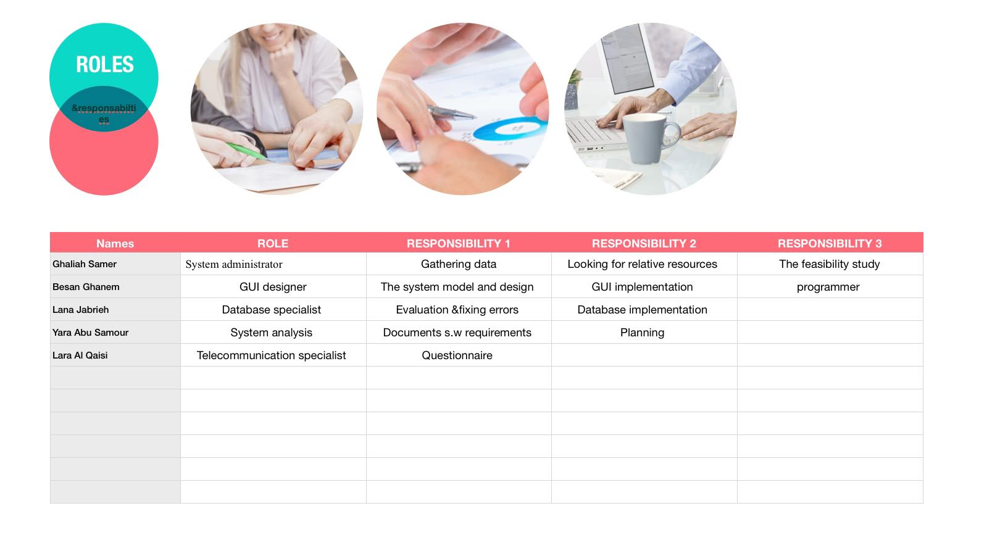 ROLES
&responsabilti
es
Names ROLE RESPONSIBILITY 1 RESPONSIBILITY 2 RESPONSIBILITY 3
Ghaliah Samer System administrator Gathering data Looking for relative resources The feasibility study
Besan Ghanem GUI designer The system model and design GUI implementation programmer
Lana Jabrieh Database specialist Evaluation &fixing errors Database implementation
Yara Abu Samour System analysis Documents s.w requirements Planning
Lara Al Qaisi Telecommunication specialist Questionnaire